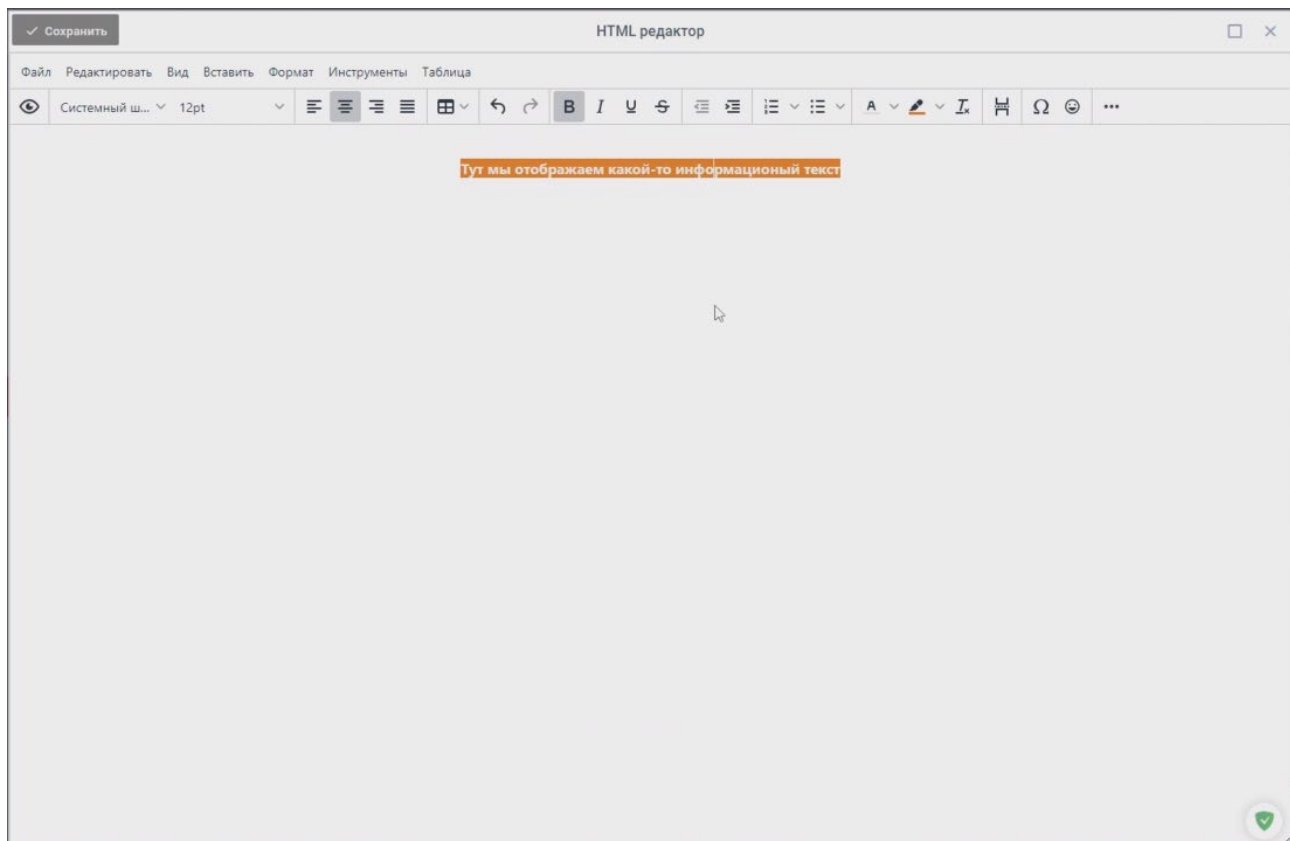 Сохранить
HTML редактор
Файл Редактировать Вид Вставить Формат Инструменты Таблица
Системный ш... 12pt B I U S A Ω ...
Тут мы отображаем какой-то информационый текст